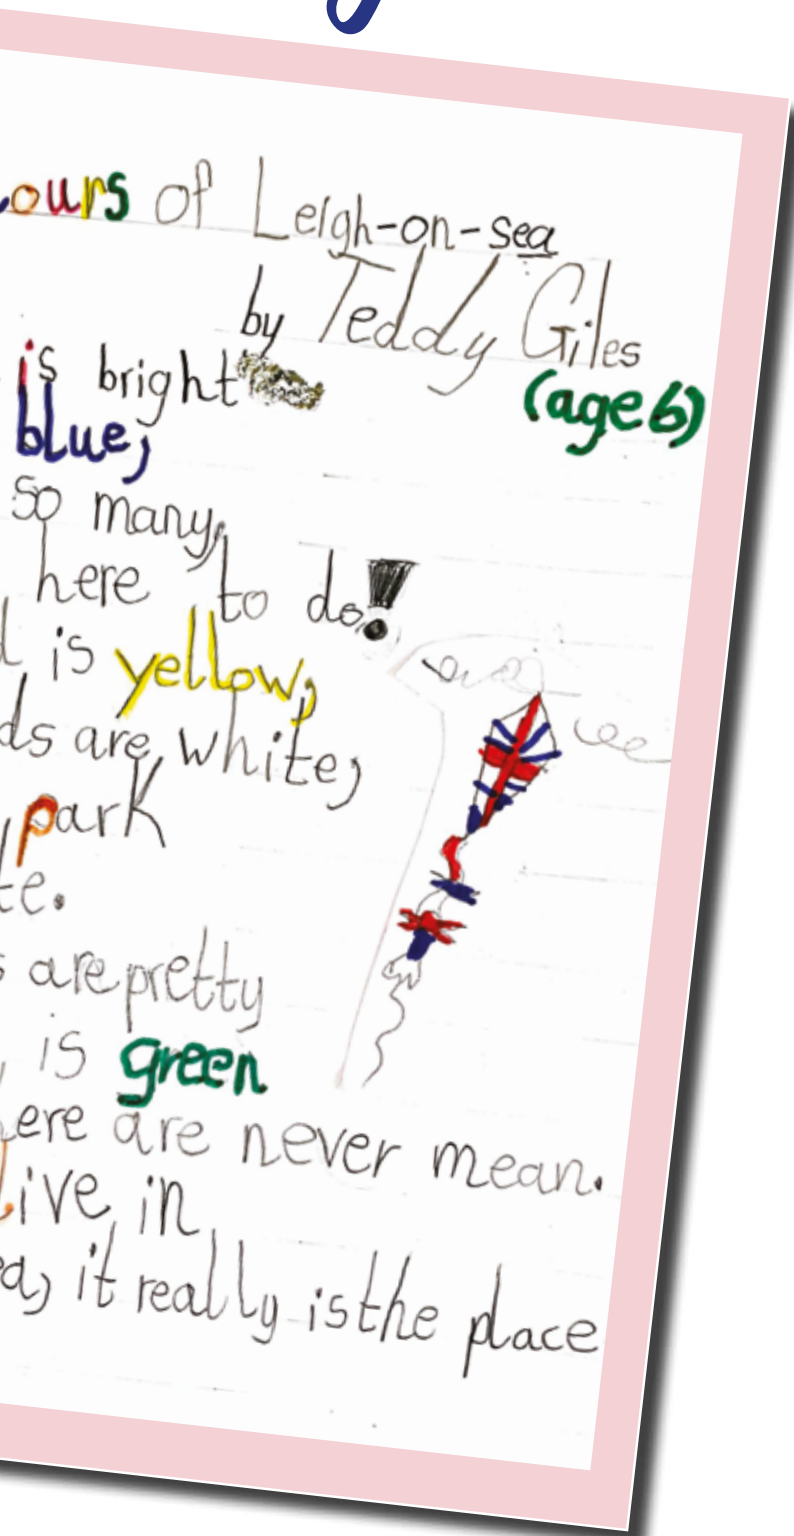 ours of Leigh-on-sea
by Teddy Giles
(age 6)
is bright
blue,
so many
here to do!
is yellow,
ds are white,
park
te.
s are pretty
is green
ere are never mean.
live in
ea, it really is the place